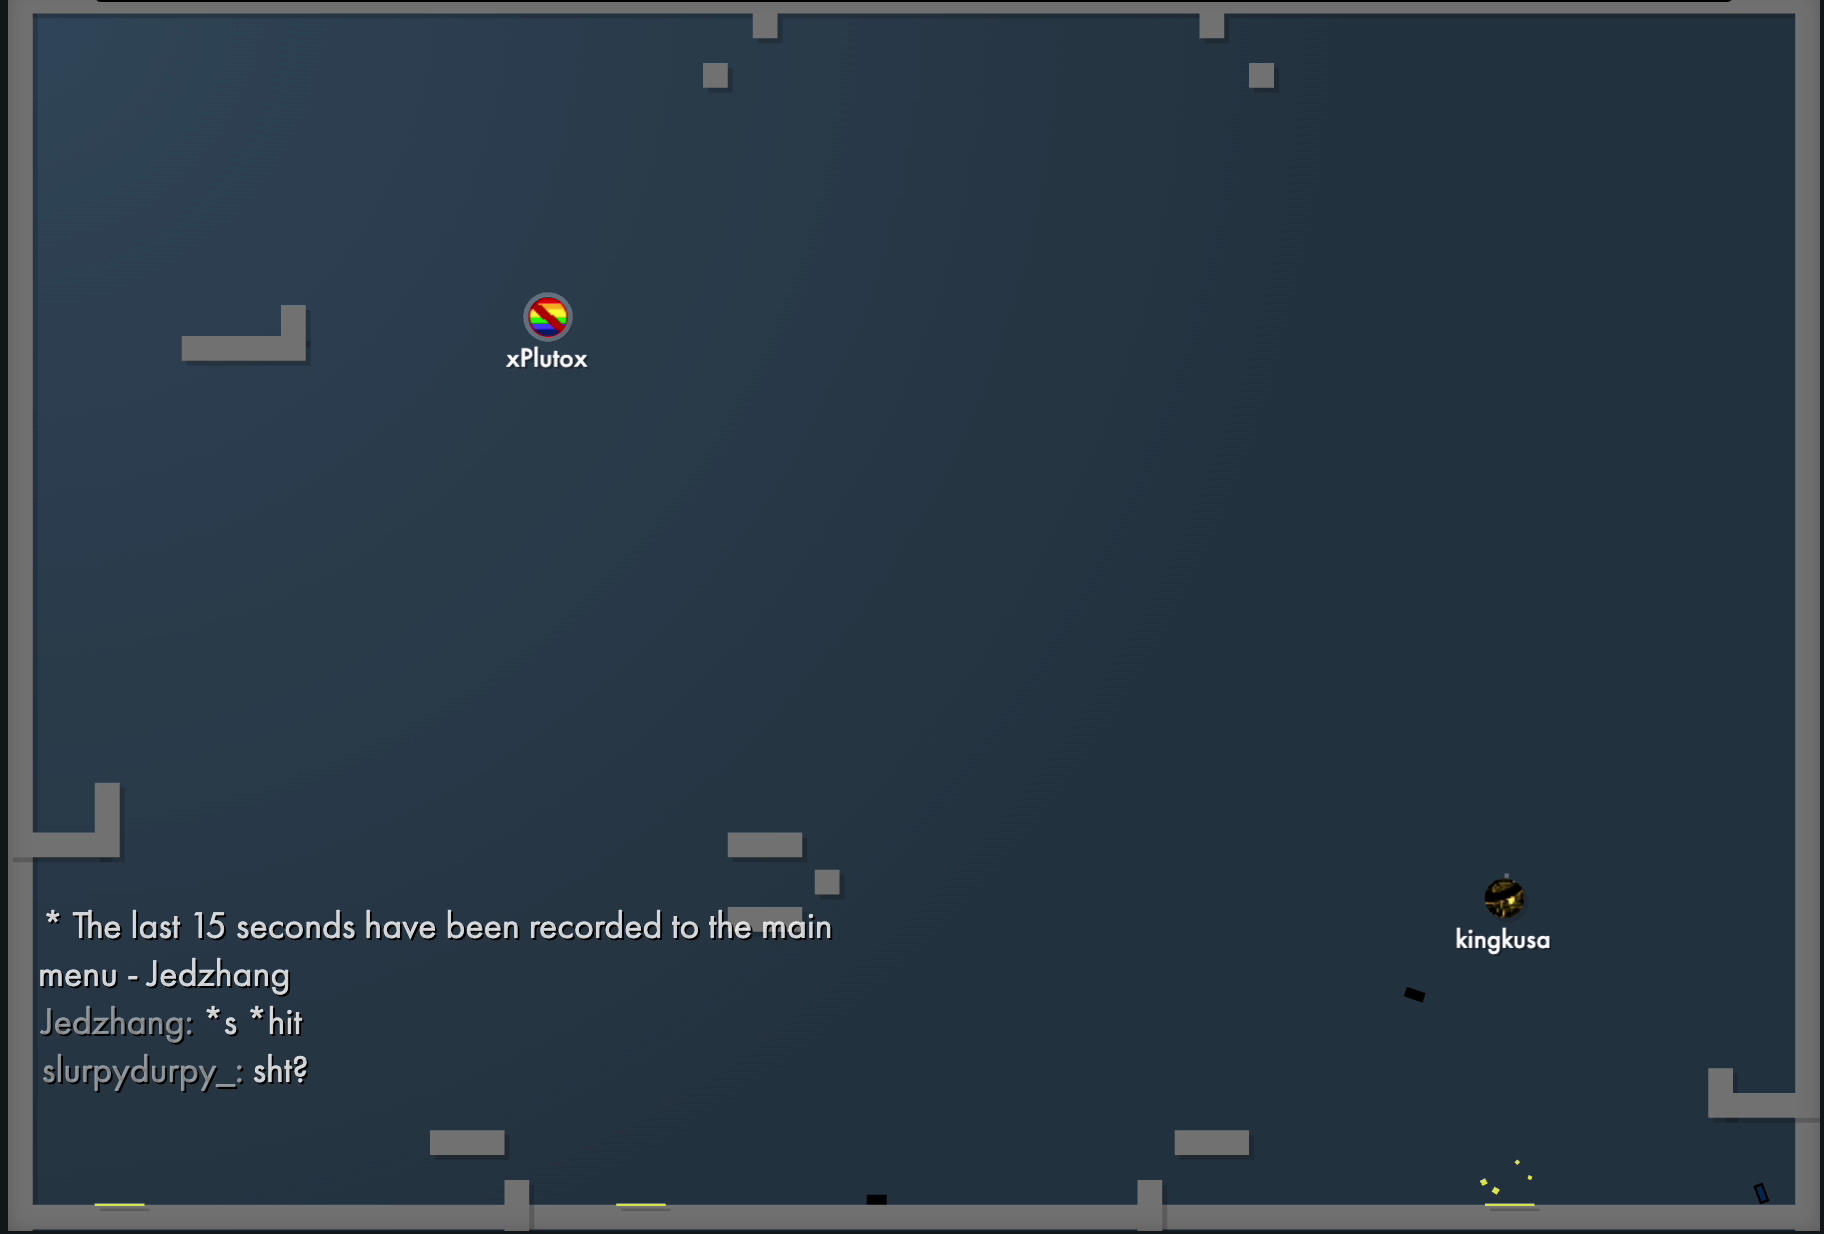 xPlutox
kingkusa
* The last 15 seconds have been recorded to the main
menu - Jedzhang
Jedzhang: *s *hit
slurpydurpy_: sht?